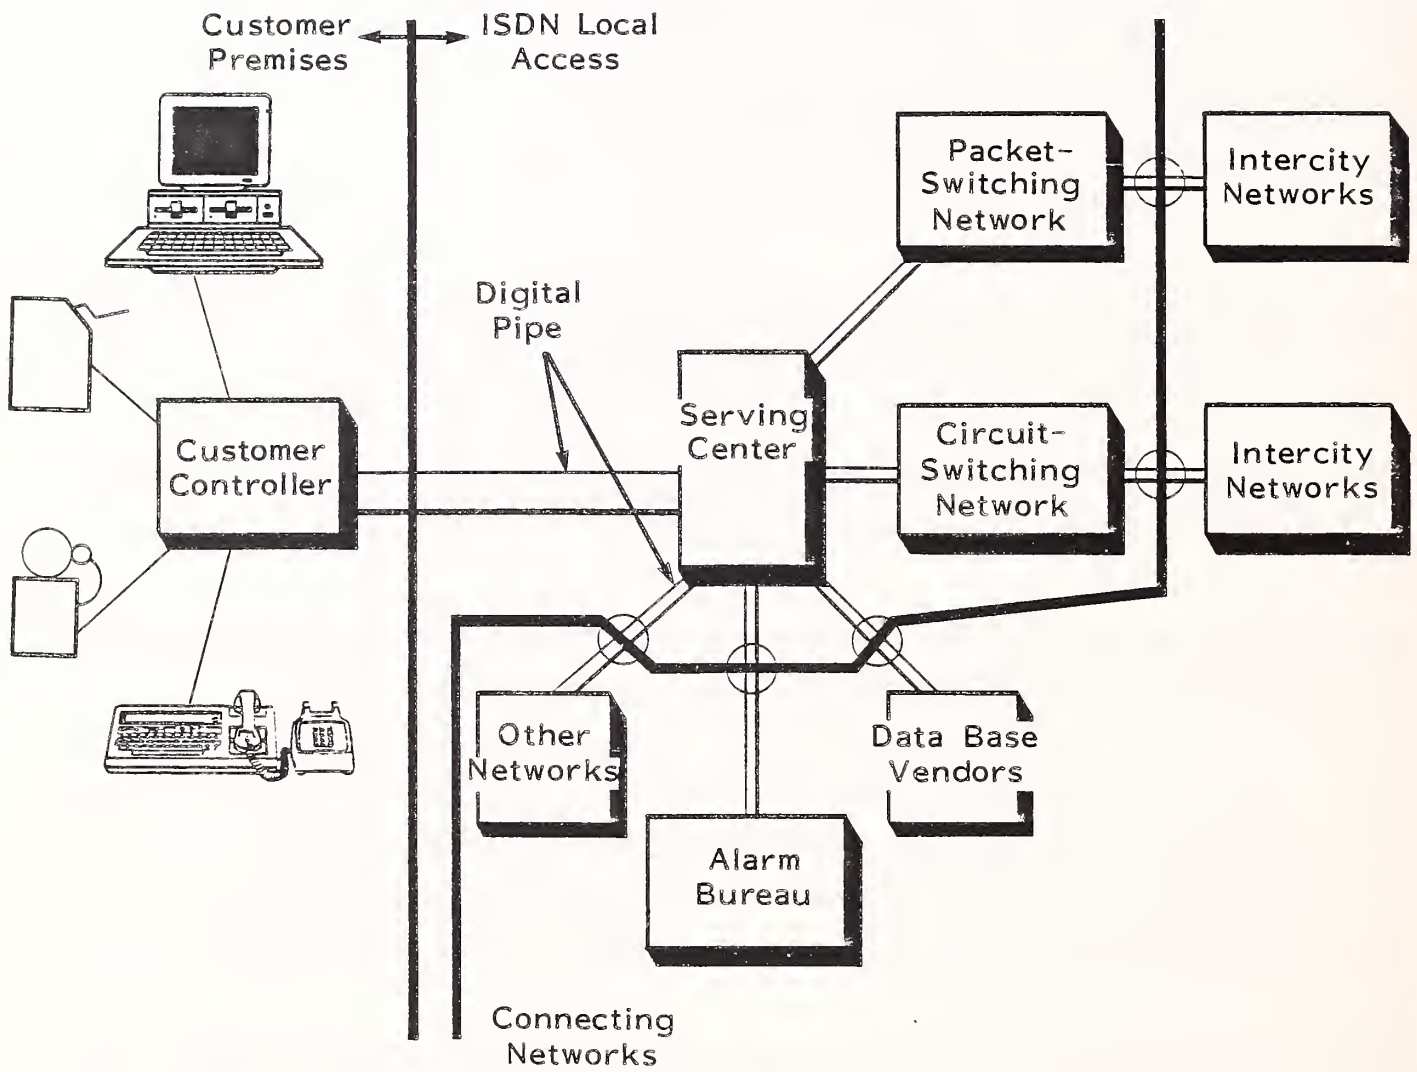 Customer
Premises
ISDN Local
Access
Packet-
Switching
Network
Intercity
Networks
Digital
Pipe
Serving
Center
Circuit-
Switching
Network
Intercity
Networks
Customer
Controller
Other
Networks
Data Base
Vendors
Alarm
Bureau
Connecting
Networks